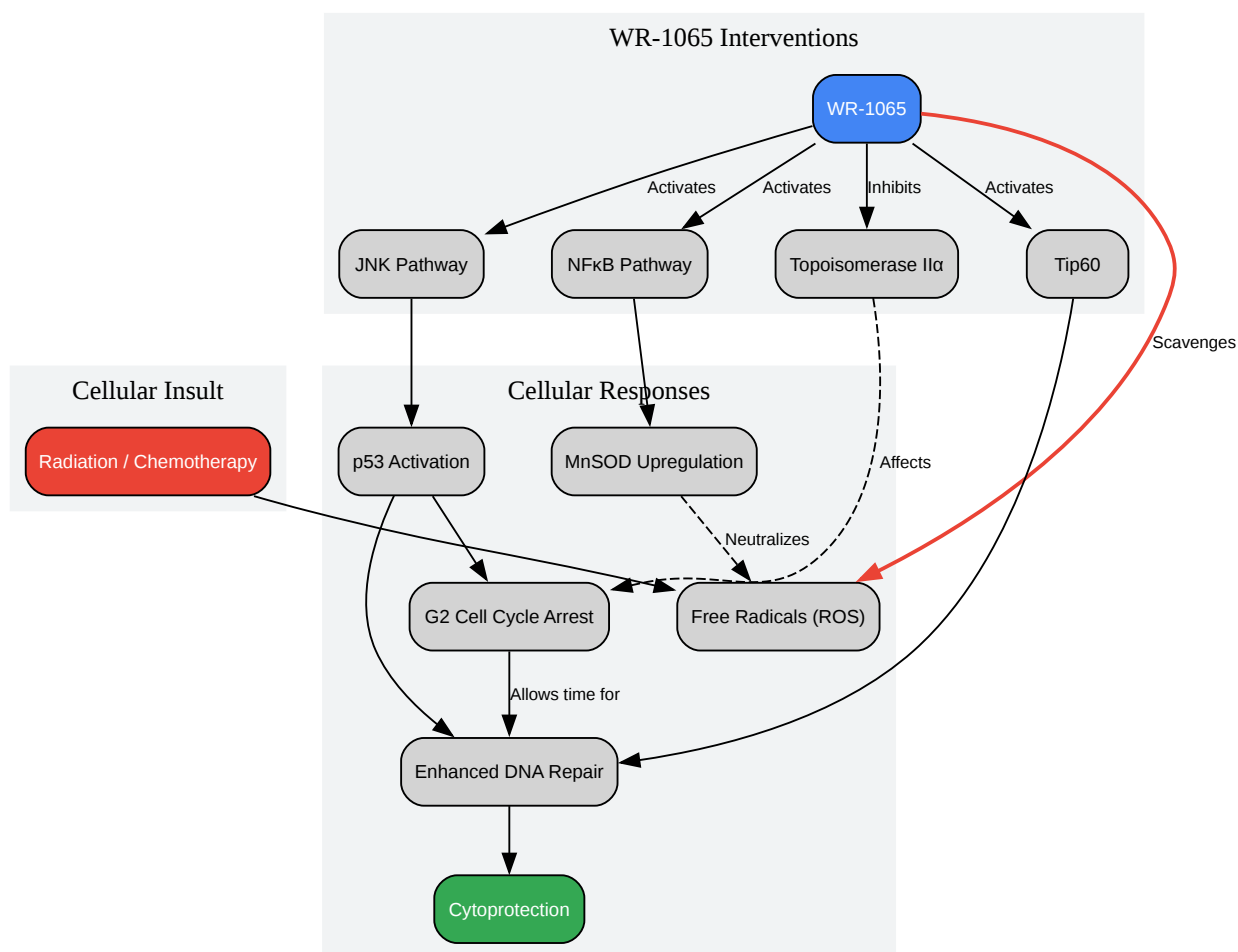 WR-1065 Interventions
WR-1065
Activates
Activates
Inhibits
Activates
JNK Pathway
NFκB Pathway
Topoisomerase IIα
Tip60
Scavenges
Cellular Insult
Cellular Responses
Radiation / Chemotherapy
p53 Activation
MnSOD Upregulation
Affects
Neutralizes
G2 Cell Cycle Arrest
Free Radicals (ROS)
Allows time for
Enhanced DNA Repair
Cytoprotection